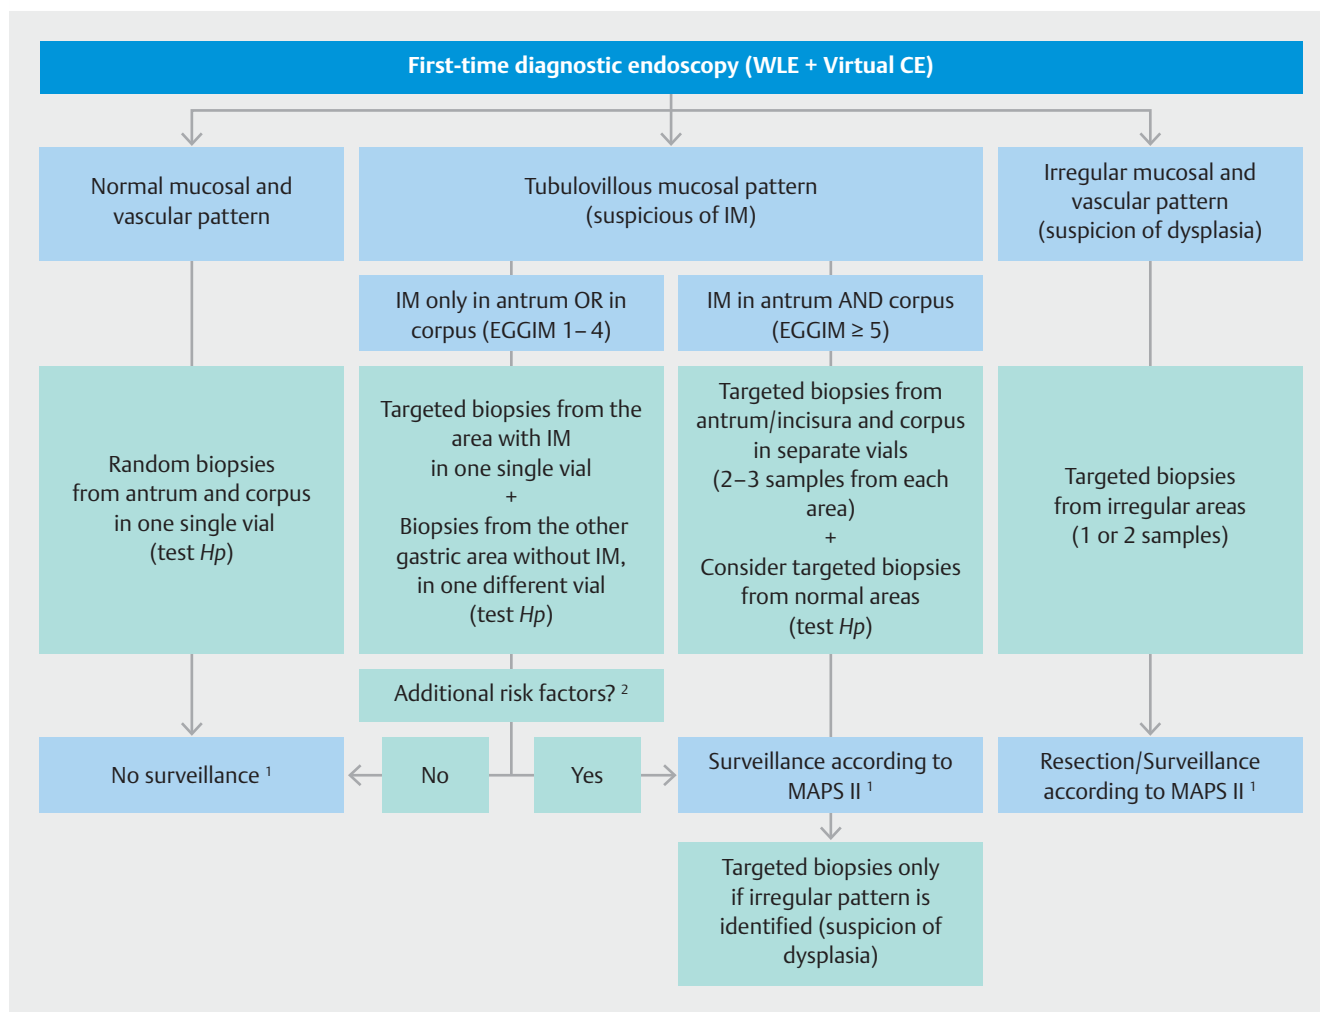 First-time diagnostic endoscopy (WLE + Virtual CE)
Normal mucosal and
vascular pattern
Tubulovillous mucosal pattern
(suspicious of IM)
Irregular mucosal and
vascular pattern
(suspicion of dysplasia)
IM only in antrum OR in
corpus (EGGIM 1–4)
IM in antrum AND corpus
(EGGIM ≥ 5)
Random biopsies
from antrum and corpus
in one single vial
(test Hp)
Targeted biopsies from the
area with IM
in one single vial
+
Biopsies from the other
gastric area without IM,
in one different vial
(test Hp)
Targeted biopsies from
antrum/incisura and corpus
in separate vials
(2–3 samples from each
area)
+
Consider targeted biopsies
from normal areas
(test Hp)
Targeted biopsies
from irregular areas
(1 or 2 samples)
Additional risk factors? ²
No surveillance ¹
No
Yes
Surveillance according to
MAPS II ¹
Resection/Surveillance
according to MAPS II ¹
Targeted biopsies only
if irregular pattern is
identified (suspicion of
dysplasia)